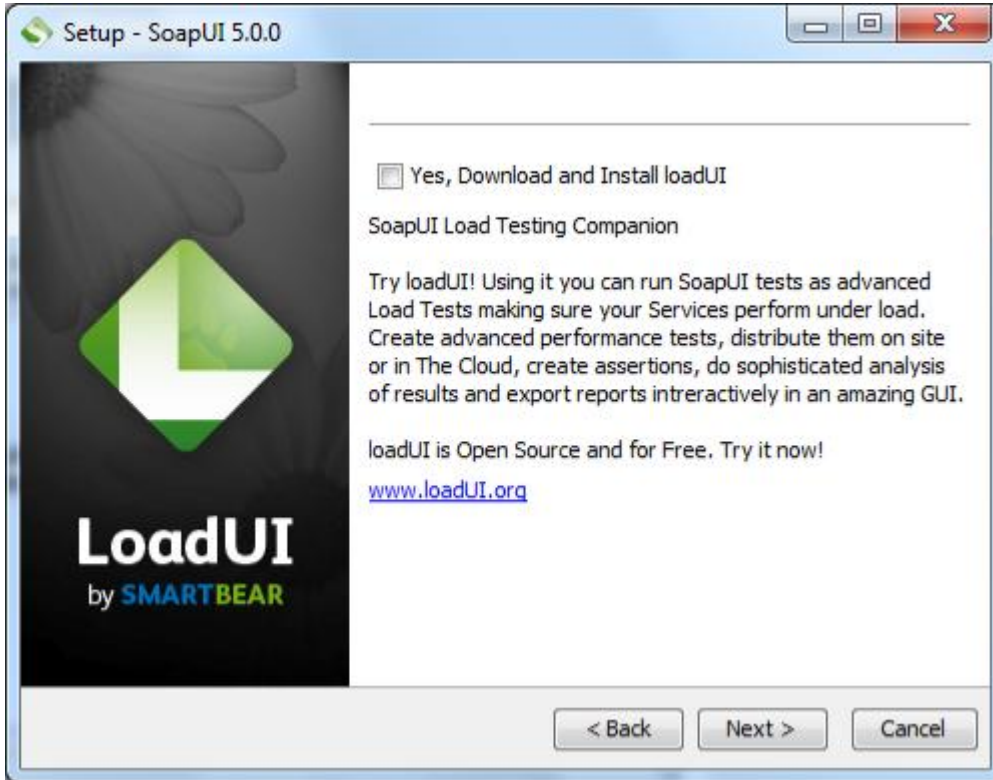 Setup - SoapUI 5.0.0
Yes, Download and Install loadUI
SoapUI Load Testing Companion
Try loadUI! Using it you can run SoapUI tests as advanced
Load Tests making sure your Services perform under load.
Create advanced performance tests, distribute them on site
or in The Cloud, create assertions, do sophisticated analysis
of results and export reports intreractively in an amazing GUI.
loadUI is Open Source and for Free. Try it now!
www.loadUI.org
LoadUI
by SMARTBEAR
< Back
Next >
Cancel